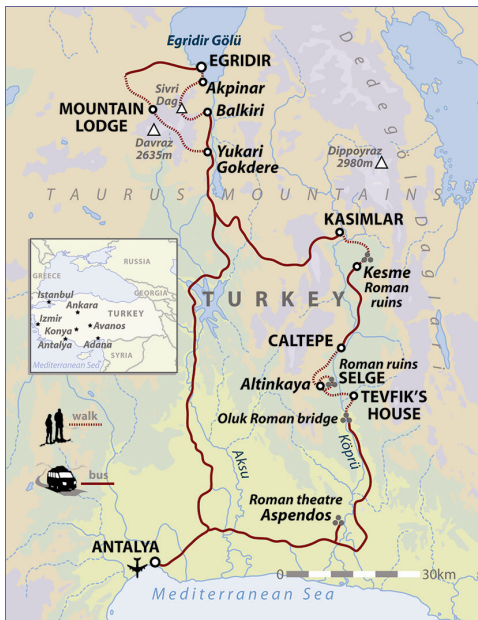 Egridir Gölü
EGRIDIR
Sivri
Dag
Akpinar
Balkiri
MOUNTAIN
LODGE
Davraz
2635m
Yukari
Gokdere
Dedegöl Daglari
Dippoyraz
2980m
TAURUS MOUNTAINS
KASIMLAR
Kesme
Roman
ruins
TURKEY
RUSSIA
GREECE
GEORGIA
Istanbul
Ankara
TURKEY
Izmir
Avanos
Konya
Antalya
Adana
SYRIA
Mediterranean Sea
CALTEPE
Roman ruins
SELGE
Altinkaya
TEVFIK'S
HOUSE
Oluk Roman bridge
walk
bus
Aksu
Köprü
Roman theatre
Aspendos
ANTALYA
0
30km
Mediterranean Sea